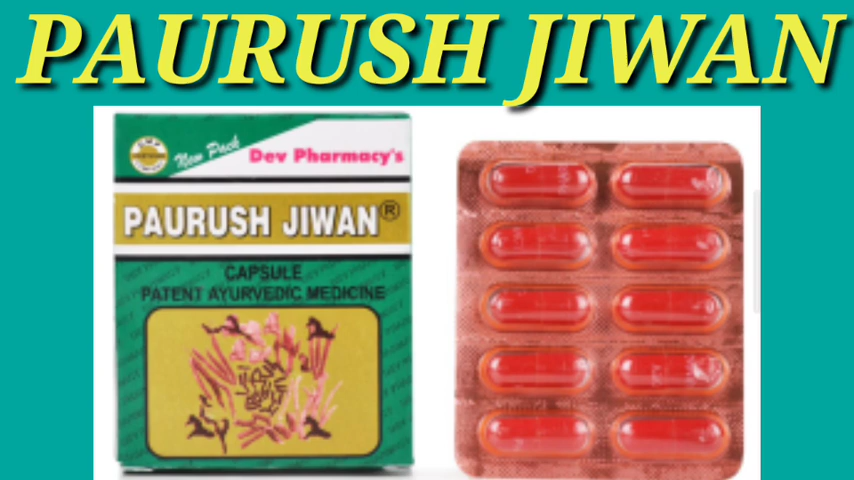 PAURUSH JIWAN
New Pack
Dev Pharmacy's
PAURUSH JIWAN®
CAPSULE
PATENT AYURVEDIC MEDICINE